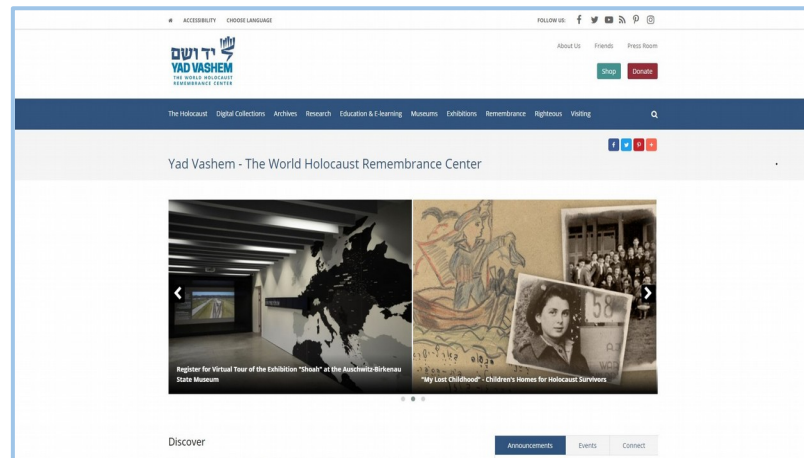 ACCESSIBILITY CHOOSE LANGUAGE FOLLOW US:
יד ושם
YAD VASHEM
THE WORLD HOLOCAUST
REMEMBRANCE CENTER
About Us Friends Press Room
Shop Donate
The Holocaust Digital Collections Archives Research Education & E-learning Museums Exhibitions Remembrance Righteous Visiting
Yad Vashem - The World Holocaust Remembrance Center
58
Register for Virtual Tour of the Exhibition "Shoah" at the Auschwitz-Birkenau
State Museum
"My Lost Childhood" - Children's Homes for Holocaust Survivors
Discover
Announcements Events Connect